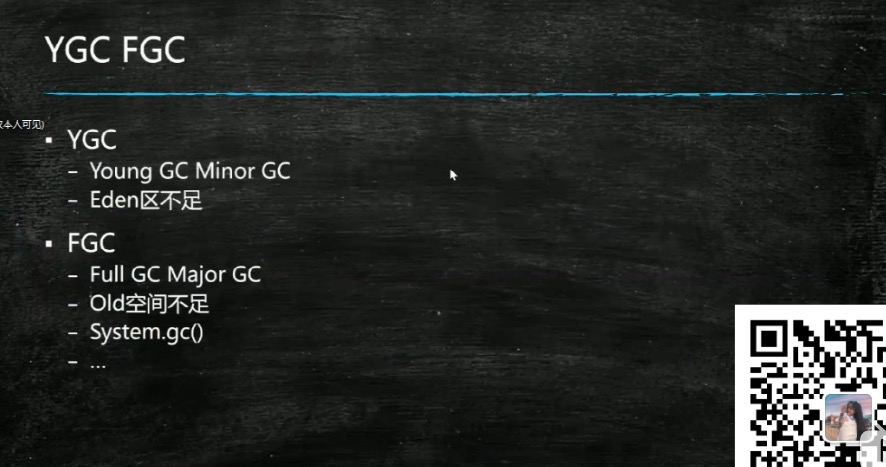 YGC FGC
本人可见)
▪ YGC
– Young GC Minor GC
– Eden区不足
▪ FGC
– Full GC Major GC
– Old空间不足
– System.gc()
– ...